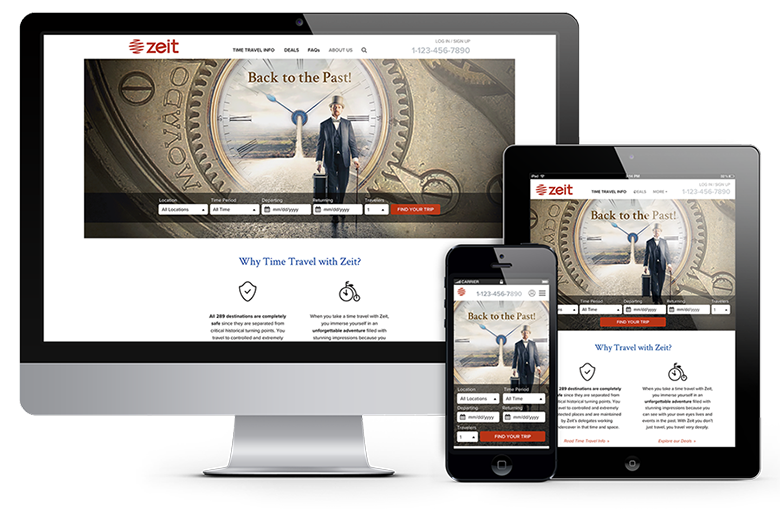 zeit
TIME TRAVEL INFO DEALS FAQs ABOUT US
LOG IN / SIGN UP
1-123-456-7890
MOVADO
Back to the Past!
Location Time Period Departing Returning Travelers
All Locations All Time mm/dd/yyyy mm/dd/yyyy 1 FIND YOUR TRIP
Why Time Travel with Zeit?
All 289 destinations are completely
safe since they are separated from
critical historical turning points. You
travel to controlled and extremely
When you take a time travel with Zeit,
you immerse yourself in an
unforgettable adventure filled with
stunning impressions because you
CARRIER
1-123-456-7890
Back to the Past!
Location Time Period
All Locations All Time
Departing Returning
mm/dd/yyyy mm/dd/yyyy
Travelers
1 FIND YOUR TRIP
iPad
zeit
TIME TRAVEL INFO DEALS MORE
LOG IN / SIGN UP
1-123-456-7890
Back to the Past!
Time Period Departing Returning Travelers
All Time mm/dd/yyyy mm/dd/yyyy 1
FIND YOUR TRIP
Why Travel with Zeit?
289 destinations are completely
since they are separated from
critical historical turning points.
travel to controlled and extremely
places and are maintained
by Zeit's delegates working
undercover in that time and space.
Read Time Travel Info »
When you take a time travel with Zeit,
you immerse yourself in an
unforgettable adventure filled with
stunning impressions because you
can see with your own eyes lives and
events in the past. With Zeit you don't
just travel, you travel very deeply.
Explore our Deals »